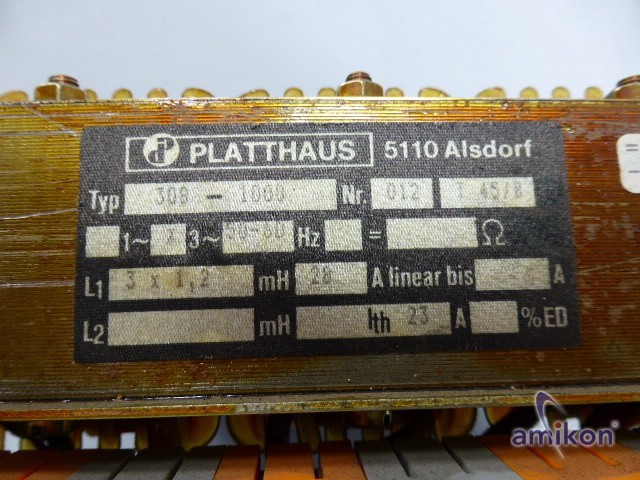 PLATTHAUS 5110 Alsdorf
Typ 308 - 1000 Nr. 012 T 45/8
1~ 3~ 50-60 Hz = Ω
L1 3 x 1,2 mH 28 A linear bis A
L2 mH Ith 23 A %ED
amikon